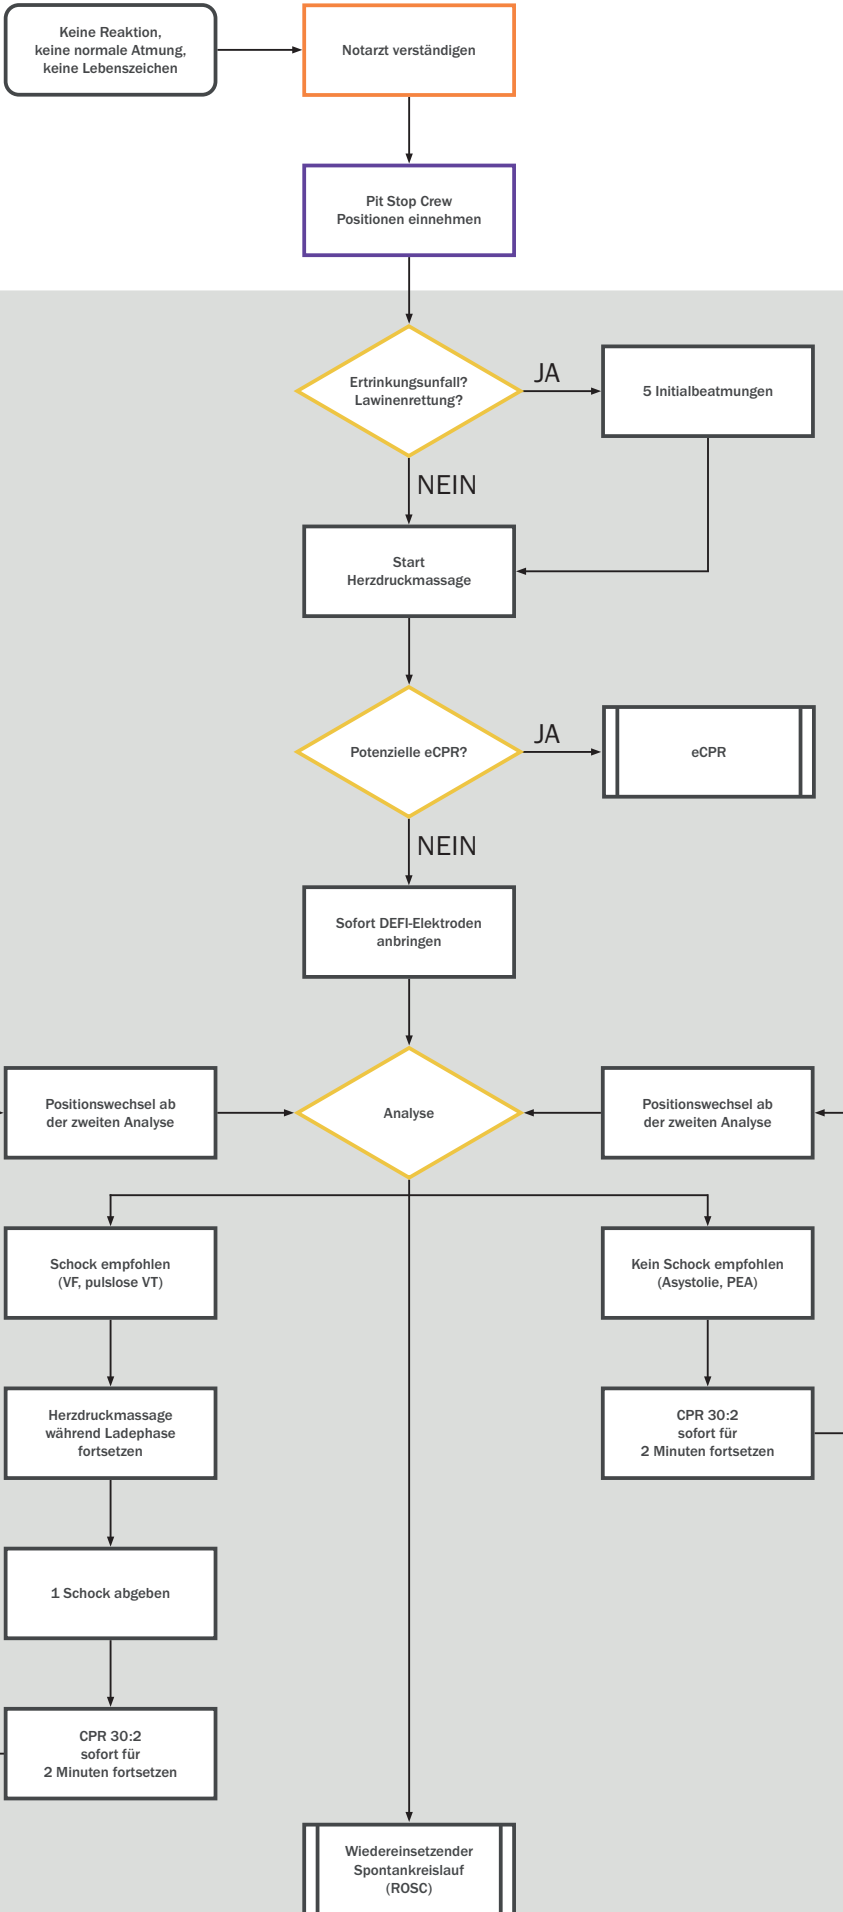 Keine Reaktion,
keine normale Atmung,
keine Lebenszeichen
Notarzt verständigen
Pit Stop Crew
Positionen einnehmen
Ertrinkungsunfall?
Lawinenrettung?
JA
5 Initialbeatmungen
NEIN
Start
Herzdruckmassage
Potenzielle eCPR?
JA
eCPR
NEIN
Sofort DEFI-Elektroden
anbringen
Positionswechsel ab
der zweiten Analyse
Analyse
Positionswechsel ab
der zweiten Analyse
Schock empfohlen
(VF, pulslose VT)
Kein Schock empfohlen
(Asystolie, PEA)
Herzdruckmassage
während Ladephase
fortsetzen
CPR 30:2
sofort für
2 Minuten fortsetzen
1 Schock abgeben
CPR 30:2
sofort für
2 Minuten fortsetzen
Wiedereinsetzender
Spontankreislauf
(ROSC)